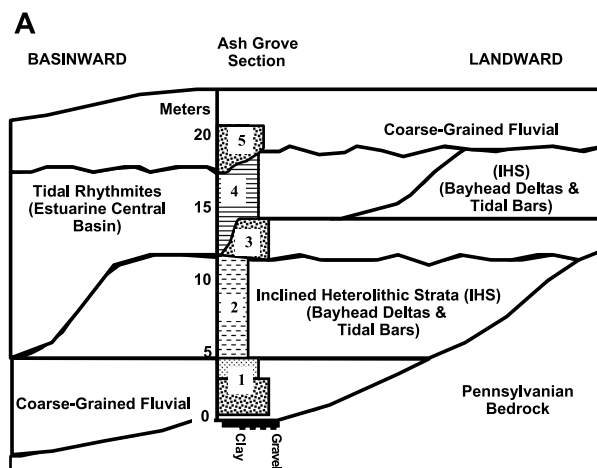 A
BASINWARD
Ash Grove
Section
LANDWARD
Meters
20
15
10
5
0
5
4
3
2
1
Coarse-Grained Fluvial
(IHS)
(Bayhead Deltas &
Tidal Bars)
Tidal Rhythmites
(Estuarine Central
Basin)
Inclined Heterolithic Strata (IHS)
(Bayhead Deltas &
Tidal Bars)
Coarse-Grained Fluvial
Pennsylvanian
Bedrock
Clay
Gravel